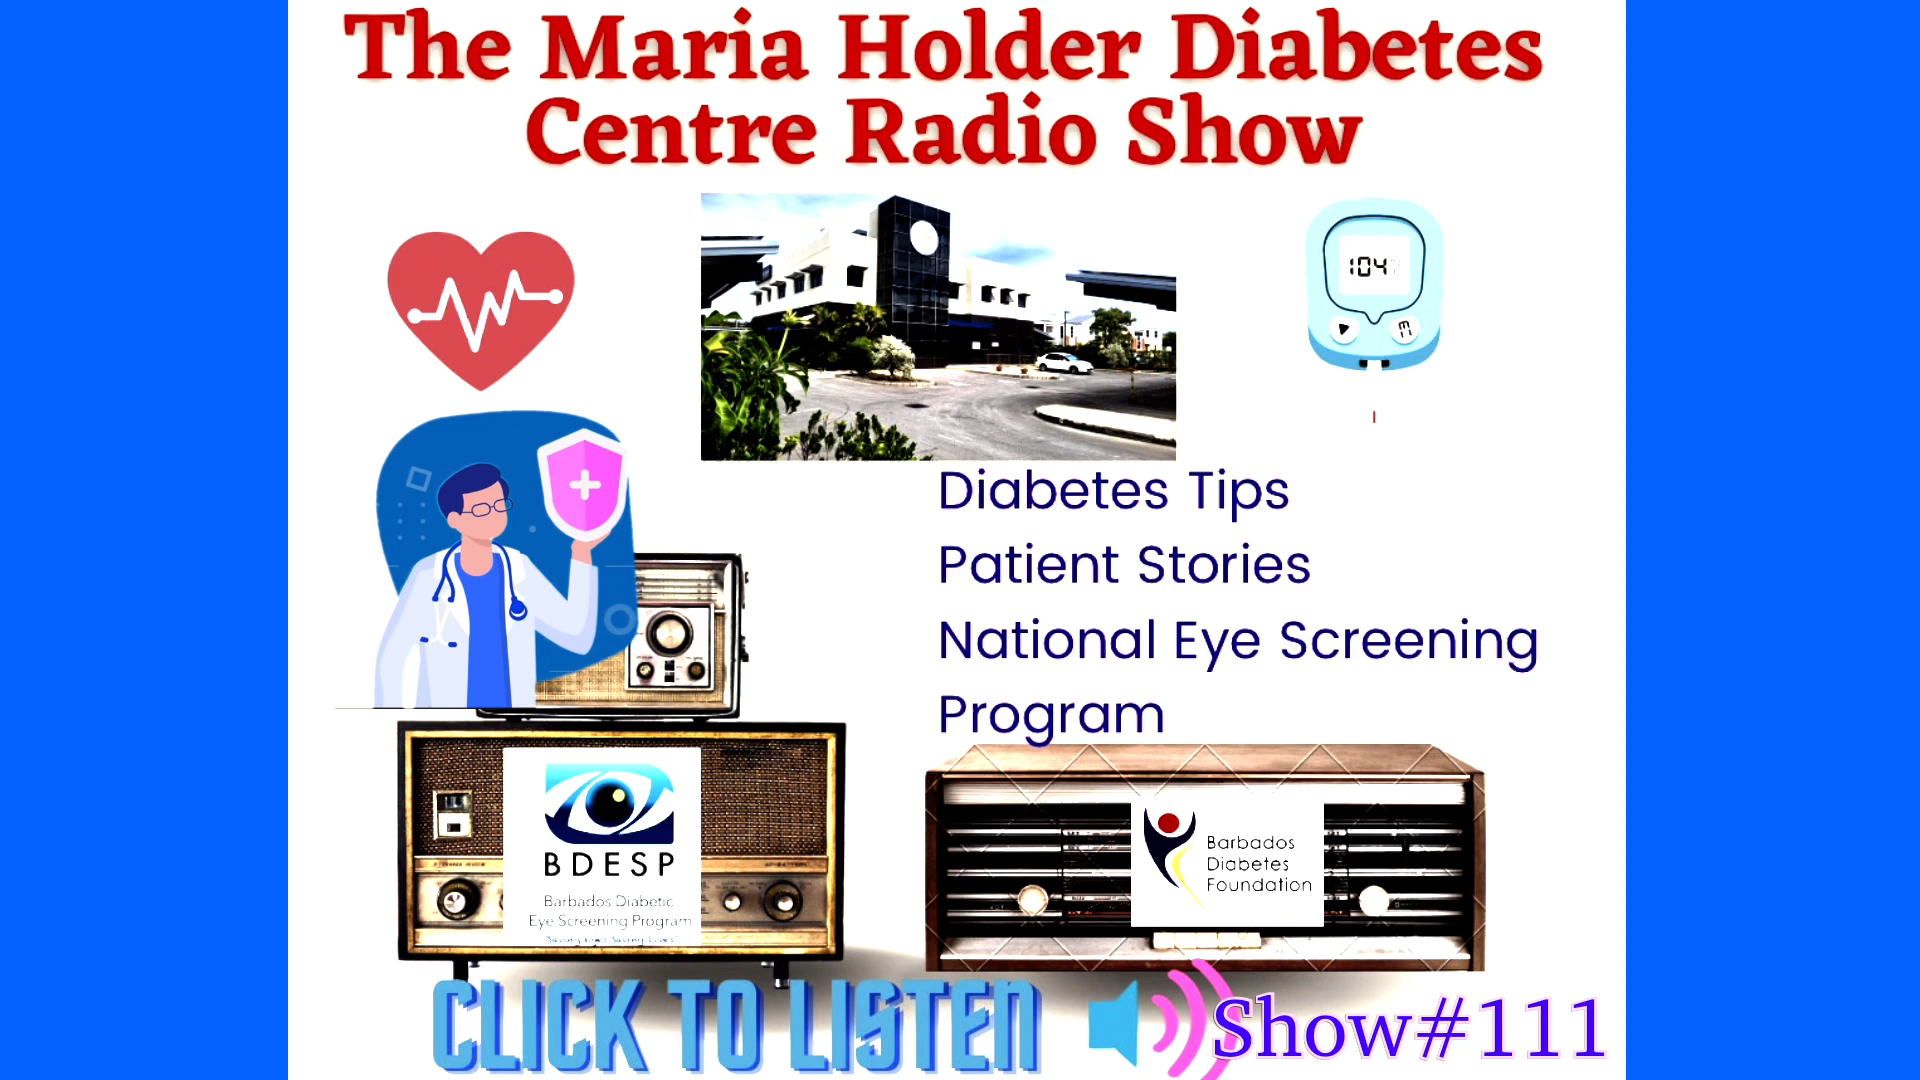 The Maria Holder Diabetes
Centre Radio Show
104
M
Diabetes Tips
Patient Stories
National Eye Screening
Program
BDESP
Barbados Diabetic
Eye Screening Program
Barbados
Diabetes
Foundation
CLICK TO LISTEN
Show#111